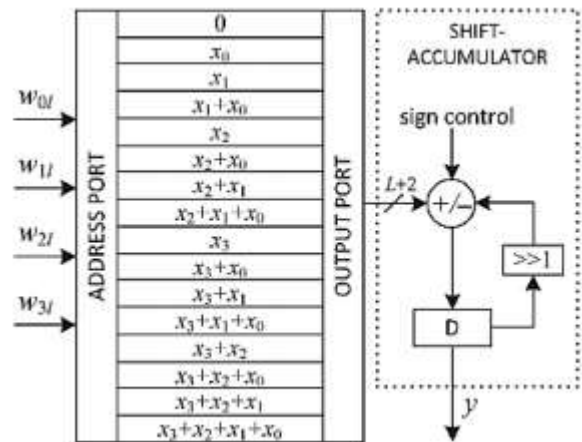 w₀ₗ
w₁ₗ
w₂ₗ
w₃ₗ
ADDRESS PORT
0
x₀
x₁
x₁+x₀
x₂
x₂+x₀
x₂+x₁
x₂+x₁+x₀
x₃
x₃+x₀
x₃+x₁
x₃+x₁+x₀
x₃+x₂
x₃+x₂+x₀
x₃+x₂+x₁
x₃+x₂+x₁+x₀
OUTPUT PORT
L+2
SHIFT-
ACCUMULATOR
sign control
+/−
>>1
D
y